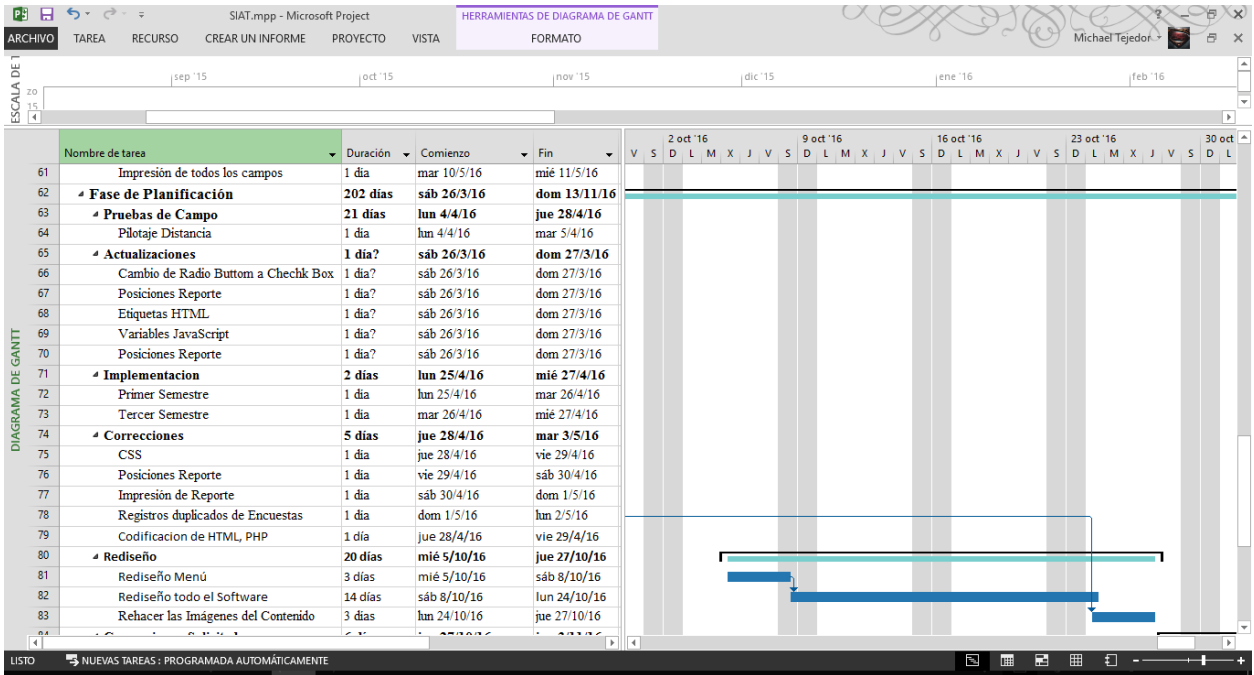 SIAT.mpp - Microsoft Project
HERRAMIENTAS DE DIAGRAMA DE GANTT
ARCHIVO TAREA RECURSO CREAR UN INFORME PROYECTO VISTA FORMATO Michael Tejedor
ESCALA DE T
sep '15 oct '15 nov '15 dic '15 ene '16 feb '16
zo
15
2 oct '16 9 oct '16 16 oct '16 23 oct '16 30 oct
Nombre de tarea Duración Comienzo Fin V S D L M X J V S D L M X J V S D L M X J V S D L M X J V S D L
61 Impresión de todos los campos 1 día mar 10/5/16 mié 11/5/16
62 Fase de Planificación 202 días sáb 26/3/16 dom 13/11/16
63 Pruebas de Campo 21 días lun 4/4/16 jue 28/4/16
64 Pilotaje Distancia 1 día lun 4/4/16 mar 5/4/16
65 Actualizaciones 1 día? sáb 26/3/16 dom 27/3/16
66 Cambio de Radio Buttom a Chechk Box 1 día? sáb 26/3/16 dom 27/3/16
67 Posiciones Reporte 1 día? sáb 26/3/16 dom 27/3/16
68 Etiquetas HTML 1 día? sáb 26/3/16 dom 27/3/16
69 Variables JavaScript 1 día? sáb 26/3/16 dom 27/3/16
70 Posiciones Reporte 1 día? sáb 26/3/16 dom 27/3/16
71 Implementacion 2 días lun 25/4/16 mié 27/4/16
72 Primer Semestre 1 día lun 25/4/16 mar 26/4/16
73 Tercer Semestre 1 día mar 26/4/16 mié 27/4/16
74 Correcciones 5 días jue 28/4/16 mar 3/5/16
75 CSS 1 día jue 28/4/16 vie 29/4/16
76 Posiciones Reporte 1 día vie 29/4/16 sáb 30/4/16
77 Impresión de Reporte 1 día sáb 30/4/16 dom 1/5/16
78 Registros duplicados de Encuestas 1 día dom 1/5/16 lun 2/5/16
79 Codificacion de HTML, PHP 1 día jue 28/4/16 vie 29/4/16
80 Rediseño 20 días mié 5/10/16 jue 27/10/16
81 Rediseño Menú 3 días mié 5/10/16 sáb 8/10/16
82 Rediseño todo el Software 14 días sáb 8/10/16 lun 24/10/16
83 Rehacer las Imágenes del Contenido 3 días lun 24/10/16 jue 27/10/16
DIAGRAMA DE GANTT
LISTO NUEVAS TAREAS : PROGRAMADA AUTOMÁTICAMENTE